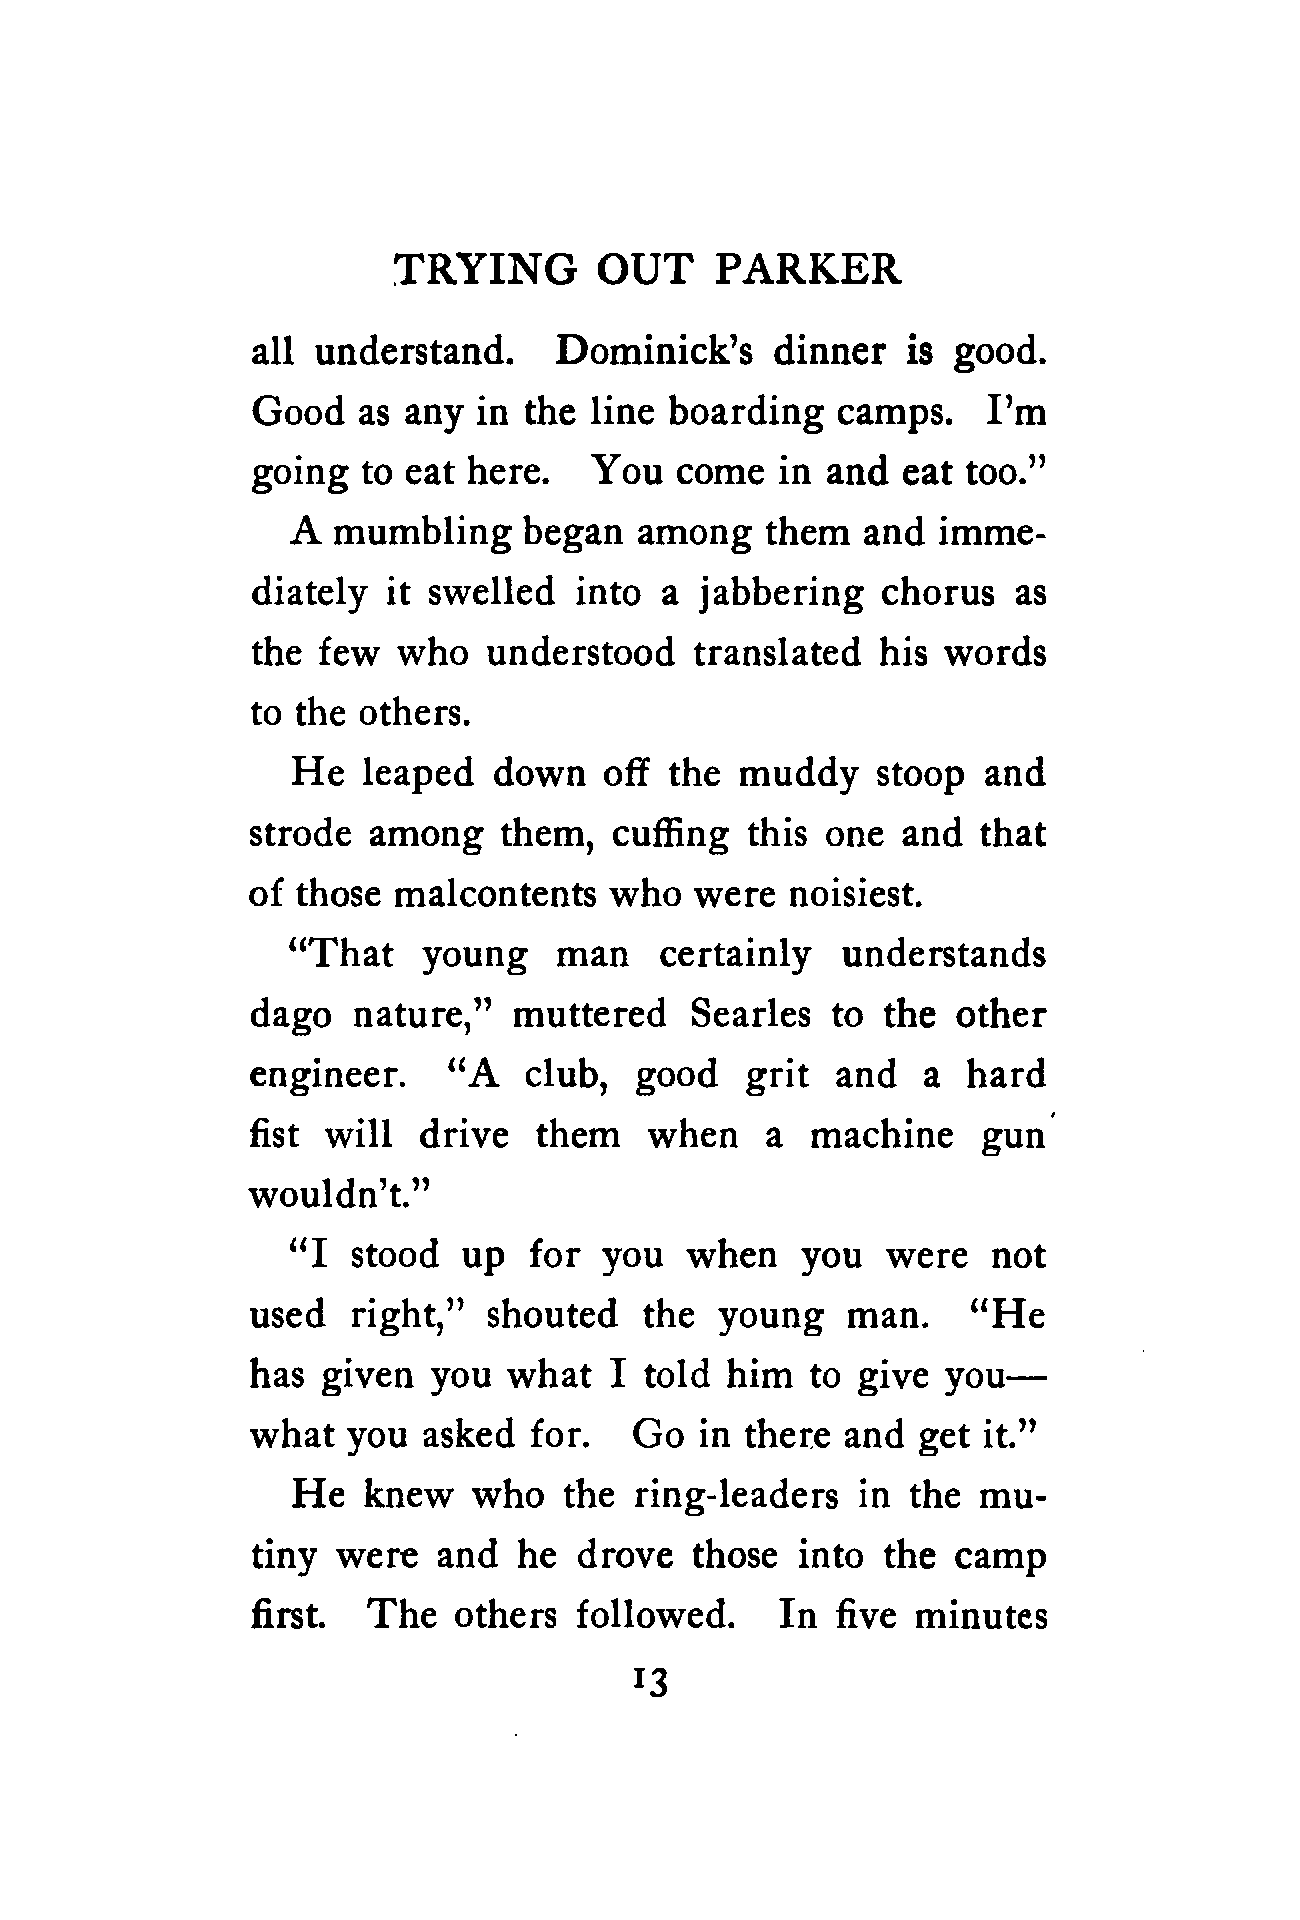 TRYING OUT PARKER
all understand. Dominick's dinner is good.
Good as any in the line boarding camps. I'm
going to eat here. You come in and eat too."
A mumbling began among them and imme-
diately it swelled into a jabbering chorus as
the few who understood translated his words
to the others.
He leaped down off the muddy stoop and
strode among them, cuffing this one and that
of those malcontents who were noisiest.
"That young man certainly understands
dago nature," muttered Searles to the other
engineer. "A club, good grit and a hard
fist will drive them when a machine gun
wouldn't."
"I stood up for you when you were not
used right," shouted the young man. "He
has given you what I told him to give you—
what you asked for. Go in there and get it."
He knew who the ring-leaders in the mu-
tiny were and he drove those into the camp
first. The others followed. In five minutes
13